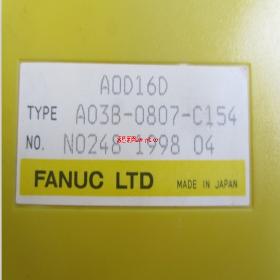 AOD16D
TYPE A03B-0807-C154
NO. N0248 1998 04
FANUC LTD MADE IN JAPAN